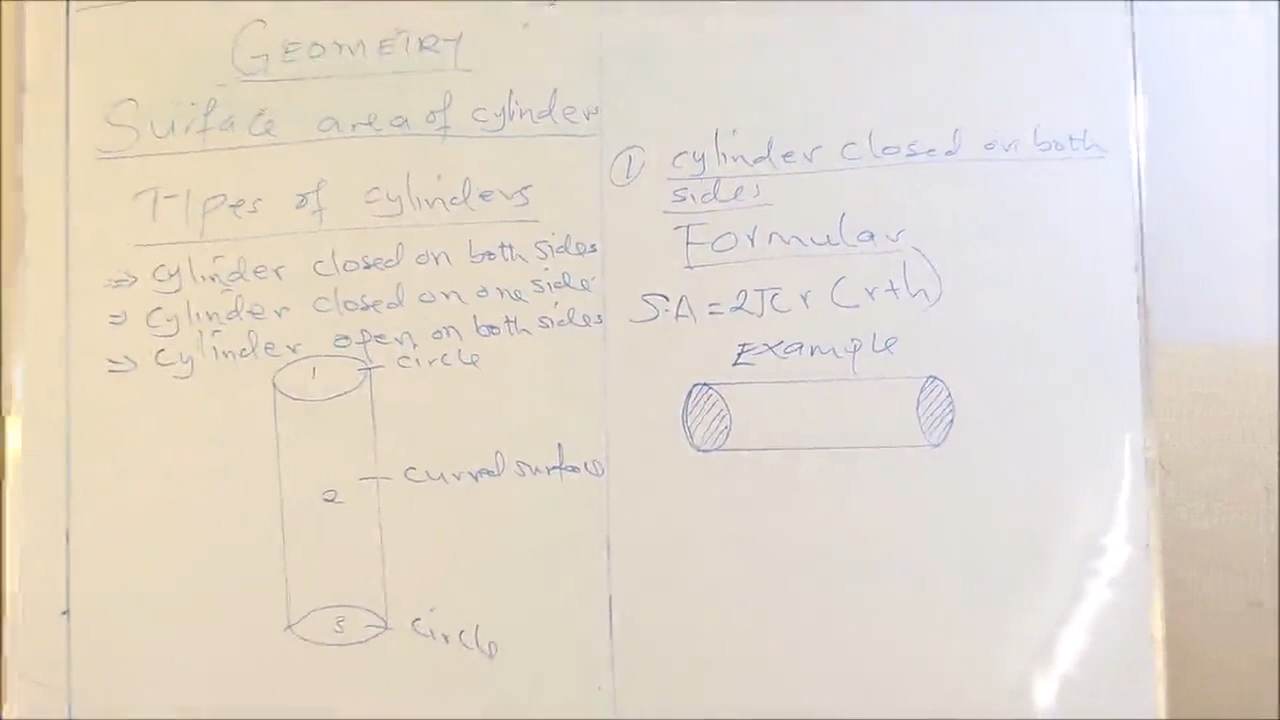 GEOMETRY
Surface area of cylinder
Types of cylinders
⇒ cylinder closed on both sides
⇒ cylinder closed on one side
⇒ cylinder open on both sides
1
circle
2
curved surface
3
circle
① cylinder closed on both
sides
Formular
S.A = 2πr (r+h)
Example